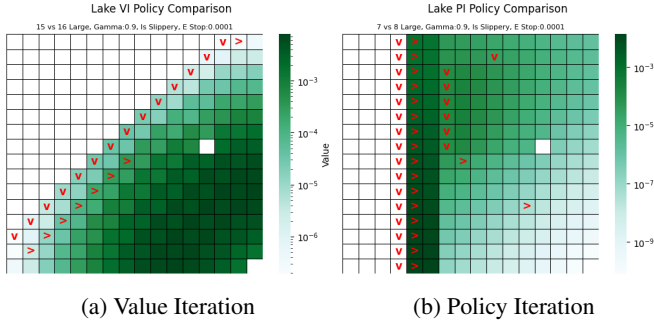 Lake VI Policy Comparison
15 vs 16 Large, Gamma:0.9, Is Slippery, E Stop:0.0001
v >
v
v
v
v
v
v
v
v >
v >
v >
v >
v >
v >
>
10⁻³
10⁻⁴
10⁻⁵
10⁻⁶
Value
(a) Value Iteration
Lake PI Policy Comparison
7 vs 8 Large, Gamma:0.9, Is Slippery, E Stop:0.0001
v >
v > v
v > v
v > v
v > v
v > v
v > v
v > v
v > >
v >
v >
v > >
v >
v >
v >
10⁻³
10⁻⁵
10⁻⁷
10⁻⁹
(b) Policy Iteration